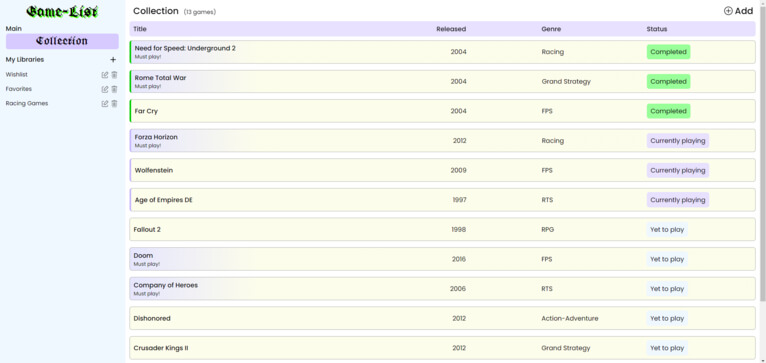 Game-List
Main
Collection
My Libraries +
Wishlist
Favorites
Racing Games
Collection (13 games)
Add
Title Released Genre Status
Need for Speed: Underground 2 2004 Racing Completed
Must play!
Rome Total War 2004 Grand Strategy Completed
Must play!
Far Cry 2004 FPS Completed
Forza Horizon 2012 Racing Currently playing
Must play!
Wolfenstein 2009 FPS Currently playing
Age of Empires DE 1997 RTS Currently playing
Fallout 2 1998 RPG Yet to play
Doom 2016 FPS Yet to play
Must play!
Company of Heroes 2006 RTS Yet to play
Must play!
Dishonored 2012 Action-Adventure Yet to play
Crusader Kings II 2012 Grand Strategy Yet to play